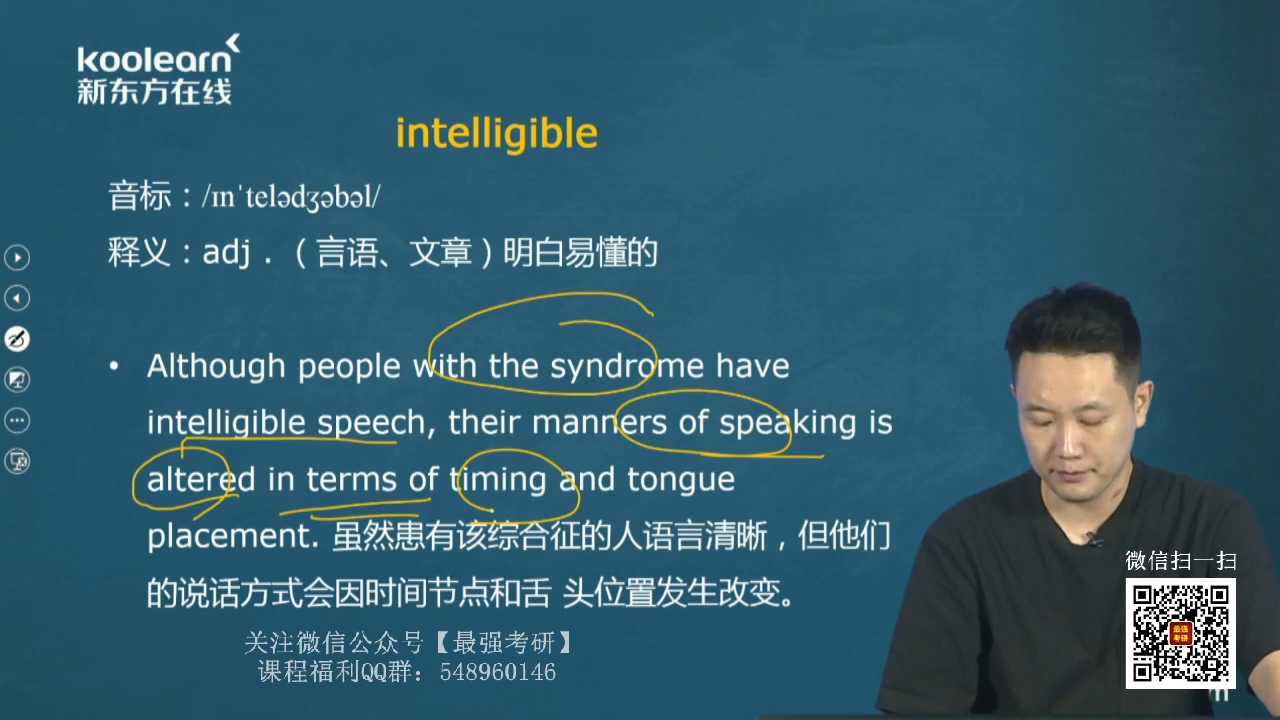 koolearn
新东方在线
intelligible
音标：/ɪnˈtelədʒəbəl/
释义：adj．（言语、文章）明白易懂的
• Although people with the syndrome have
intelligible speech, their manners of speaking is
altered in terms of timing and tongue
placement. 虽然患有该综合征的人语言清晰，但他们
的说话方式会因时间节点和舌 头位置发生改变。
微信扫一扫
最强
考研
关注微信公众号【最强考研】
课程福利QQ群：548960146